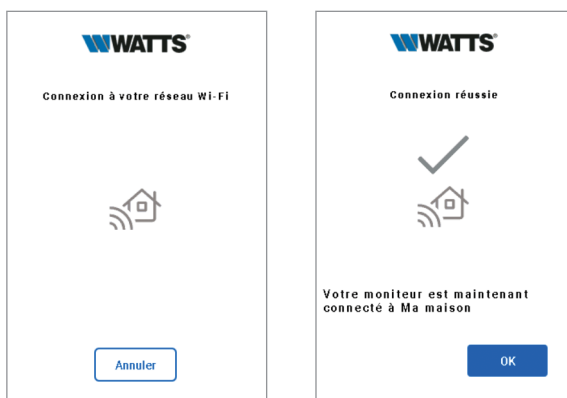 WATTS®
Connexion à votre réseau Wi-Fi
Annuler
WATTS®
Connexion réussie
Votre moniteur est maintenant
connecté à Ma maison
OK